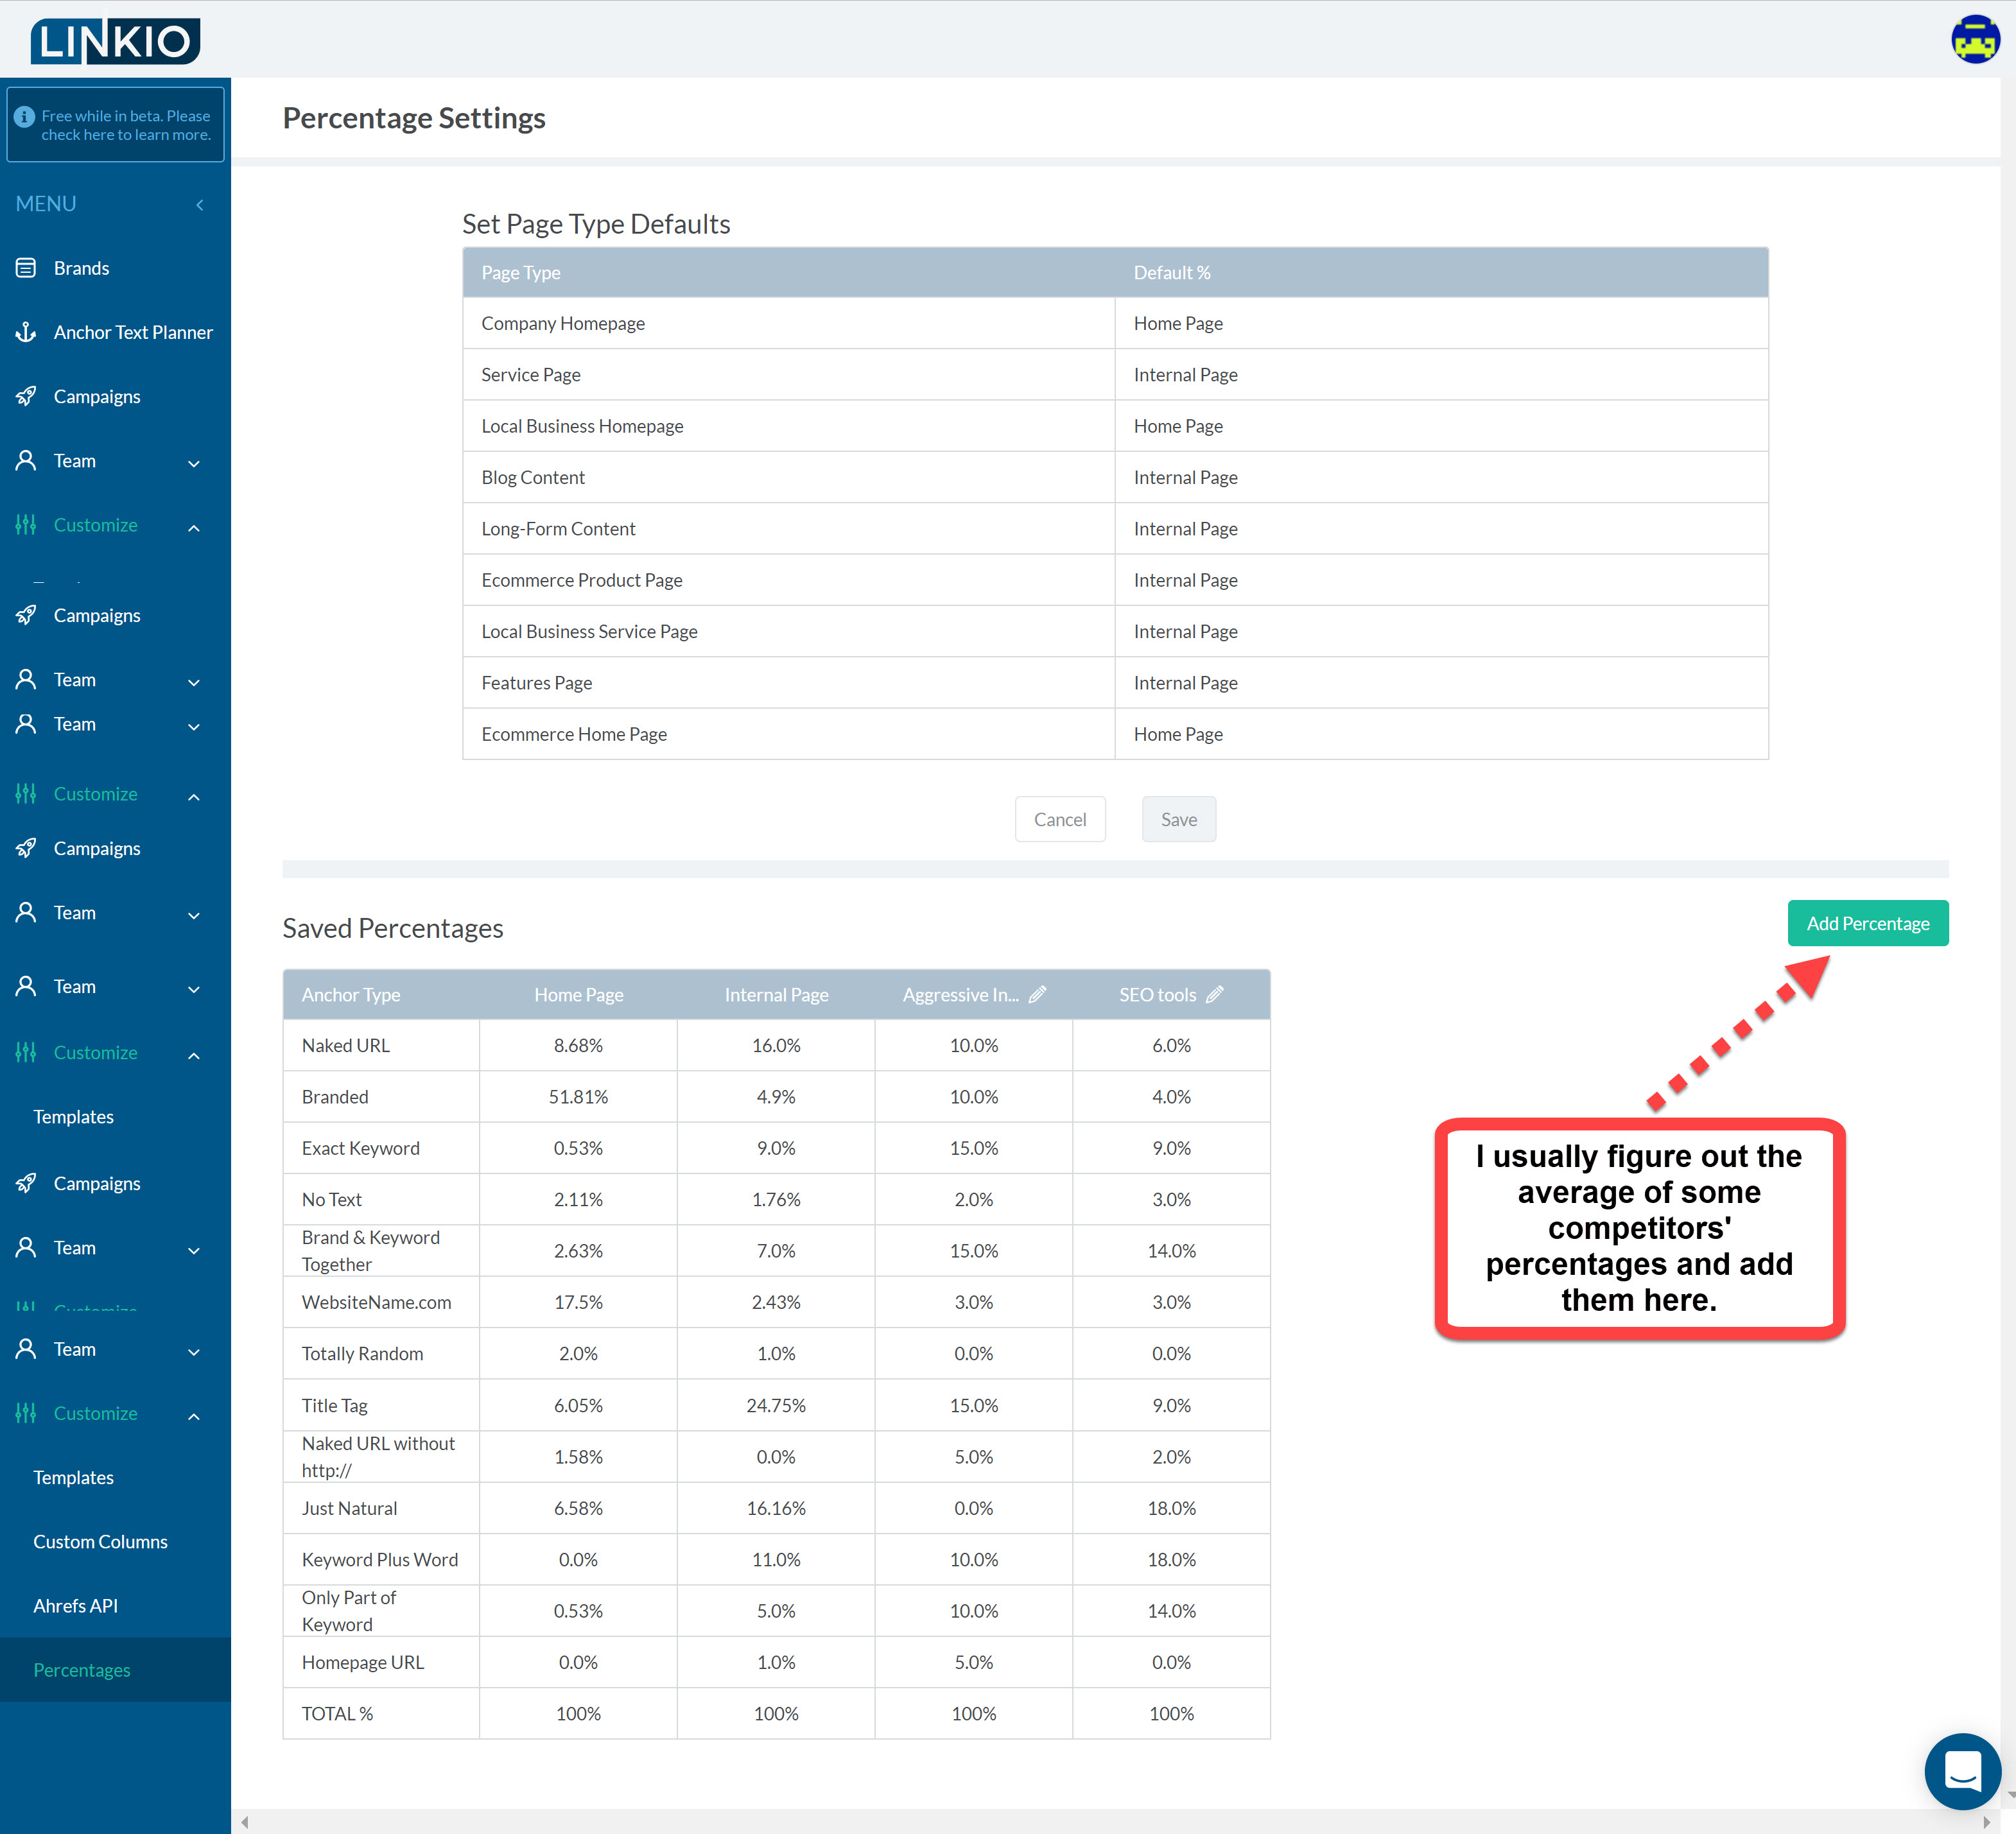 LINKIO
Free while in beta. Please
check here to learn more.
MENU
Brands
Anchor Text Planner
Campaigns
Team
Customize
Campaigns
Team
Team
Customize
Campaigns
Team
Team
Customize
Templates
Campaigns
Team
Customize
Team
Customize
Templates
Custom Columns
Ahrefs API
Percentages
Percentage Settings
Set Page Type Defaults
Page Type Default %
Company Homepage Home Page
Service Page Internal Page
Local Business Homepage Home Page
Blog Content Internal Page
Long-Form Content Internal Page
Ecommerce Product Page Internal Page
Local Business Service Page Internal Page
Features Page Internal Page
Ecommerce Home Page Home Page
Cancel Save
Saved Percentages
Add Percentage
Anchor Type Home Page Internal Page Aggressive In... SEO tools
Naked URL 8.68% 16.0% 10.0% 6.0%
Branded 51.81% 4.9% 10.0% 4.0%
Exact Keyword 0.53% 9.0% 15.0% 9.0%
No Text 2.11% 1.76% 2.0% 3.0%
Brand & Keyword
Together 2.63% 7.0% 15.0% 14.0%
WebsiteName.com 17.5% 2.43% 3.0% 3.0%
Totally Random 2.0% 1.0% 0.0% 0.0%
Title Tag 6.05% 24.75% 15.0% 9.0%
Naked URL without
http:// 1.58% 0.0% 5.0% 2.0%
Just Natural 6.58% 16.16% 0.0% 18.0%
Keyword Plus Word 0.0% 11.0% 10.0% 18.0%
Only Part of
Keyword 0.53% 5.0% 10.0% 14.0%
Homepage URL 0.0% 1.0% 5.0% 0.0%
TOTAL % 100% 100% 100% 100%
I usually figure out the
average of some
competitors'
percentages and add
them here.